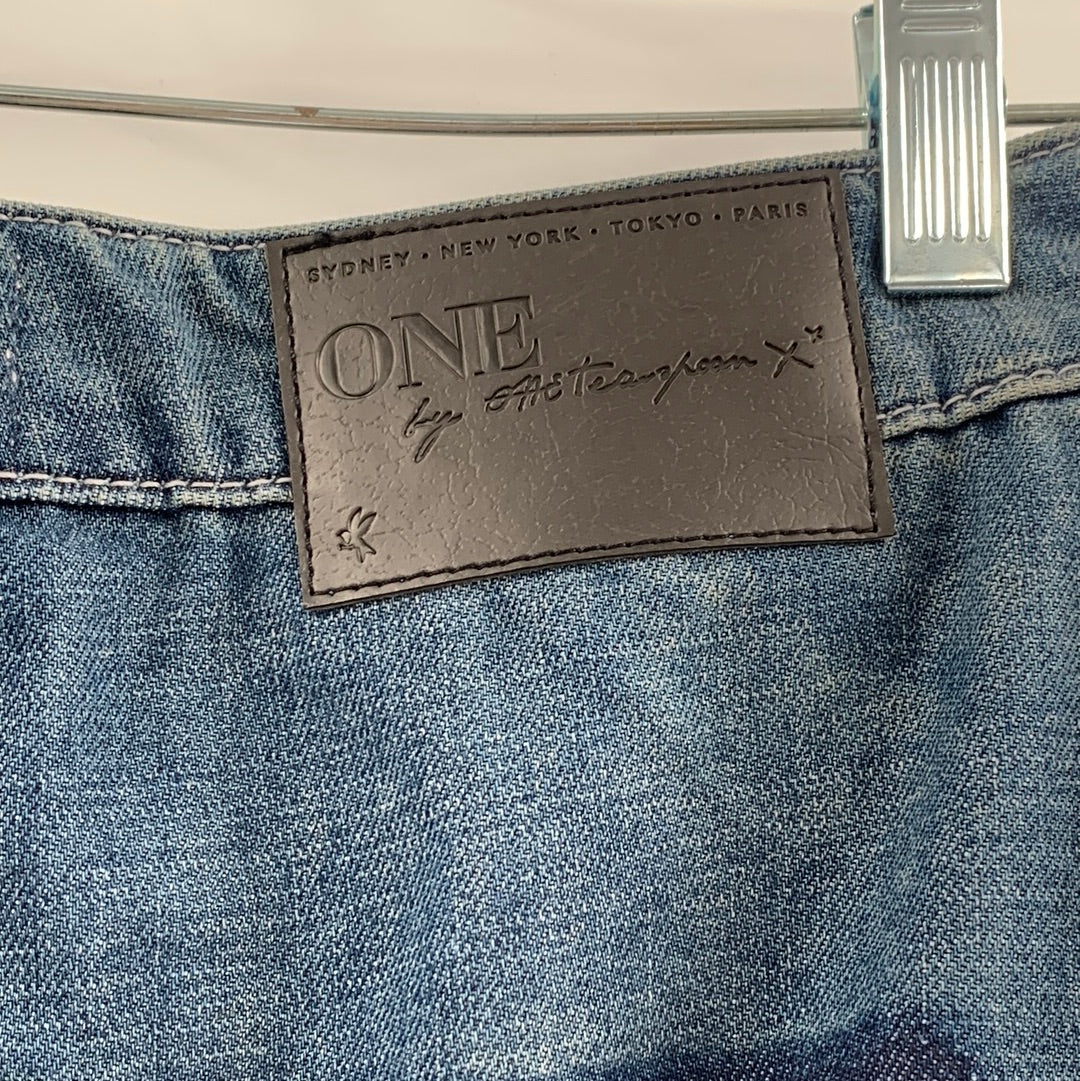 SYDNEY • NEW YORK • TOKYO • PARIS
ONE
by oneteaspoon X x